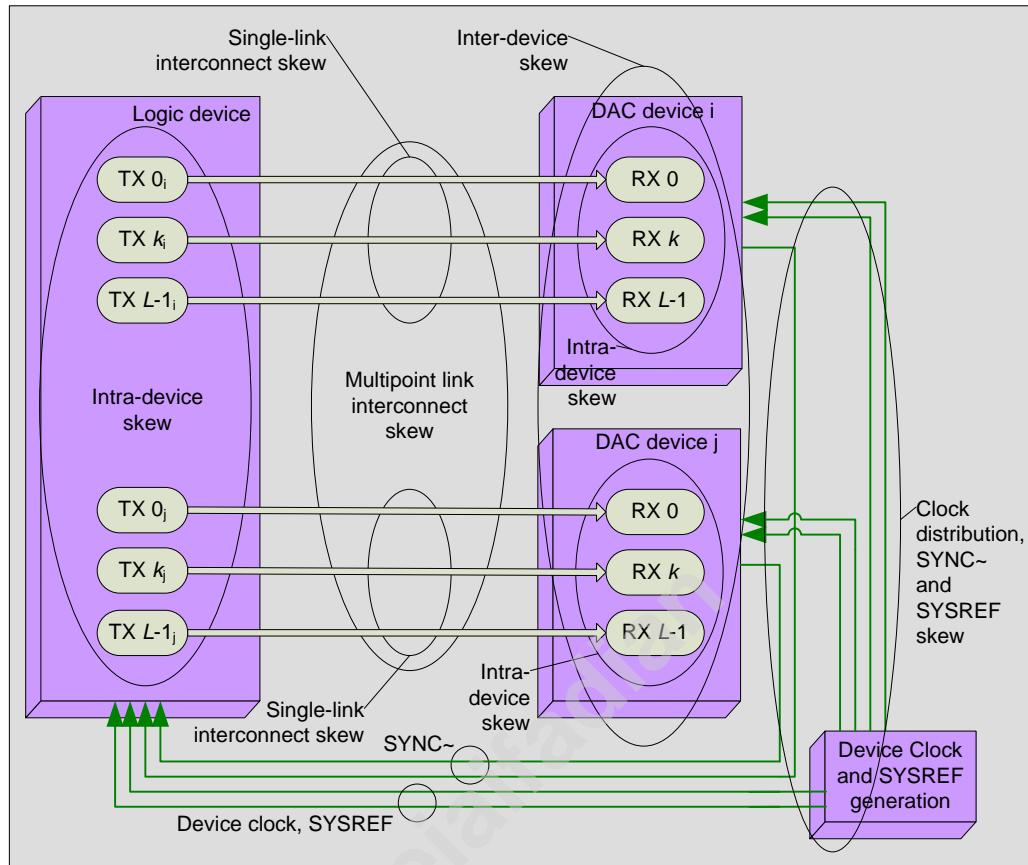 Single-link
interconnect skew
Inter-device
skew
Logic device
DAC device i
TX 0i
RX 0
TX ki
RX k
TX L-1i
RX L-1
Intra-
device
skew
Intra-device
skew
Multipoint link
interconnect
skew
DAC device j
TX 0j
RX 0
TX kj
RX k
TX L-1j
RX L-1
Clock
distribution,
SYNC~
and
SYSREF
skew
Intra-
device
skew
Single-link
interconnect skew
SYNC~
Device clock, SYSREF
Device Clock
and SYSREF
generation